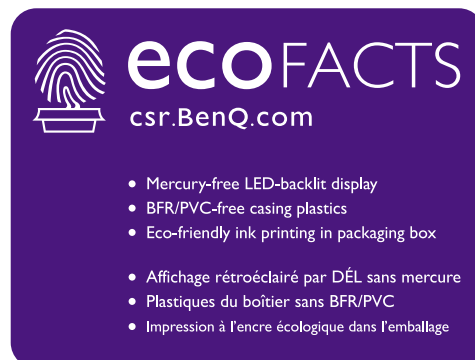 ecoFACTS
csr.BenQ.com
• Mercury-free LED-backlit display
• BFR/PVC-free casing plastics
• Eco-friendly ink printing in packaging box
• Affichage rétroéclairé par DÉL sans mercure
• Plastiques du boîtier sans BFR/PVC
• Impression à l'encre écologique dans l'emballage